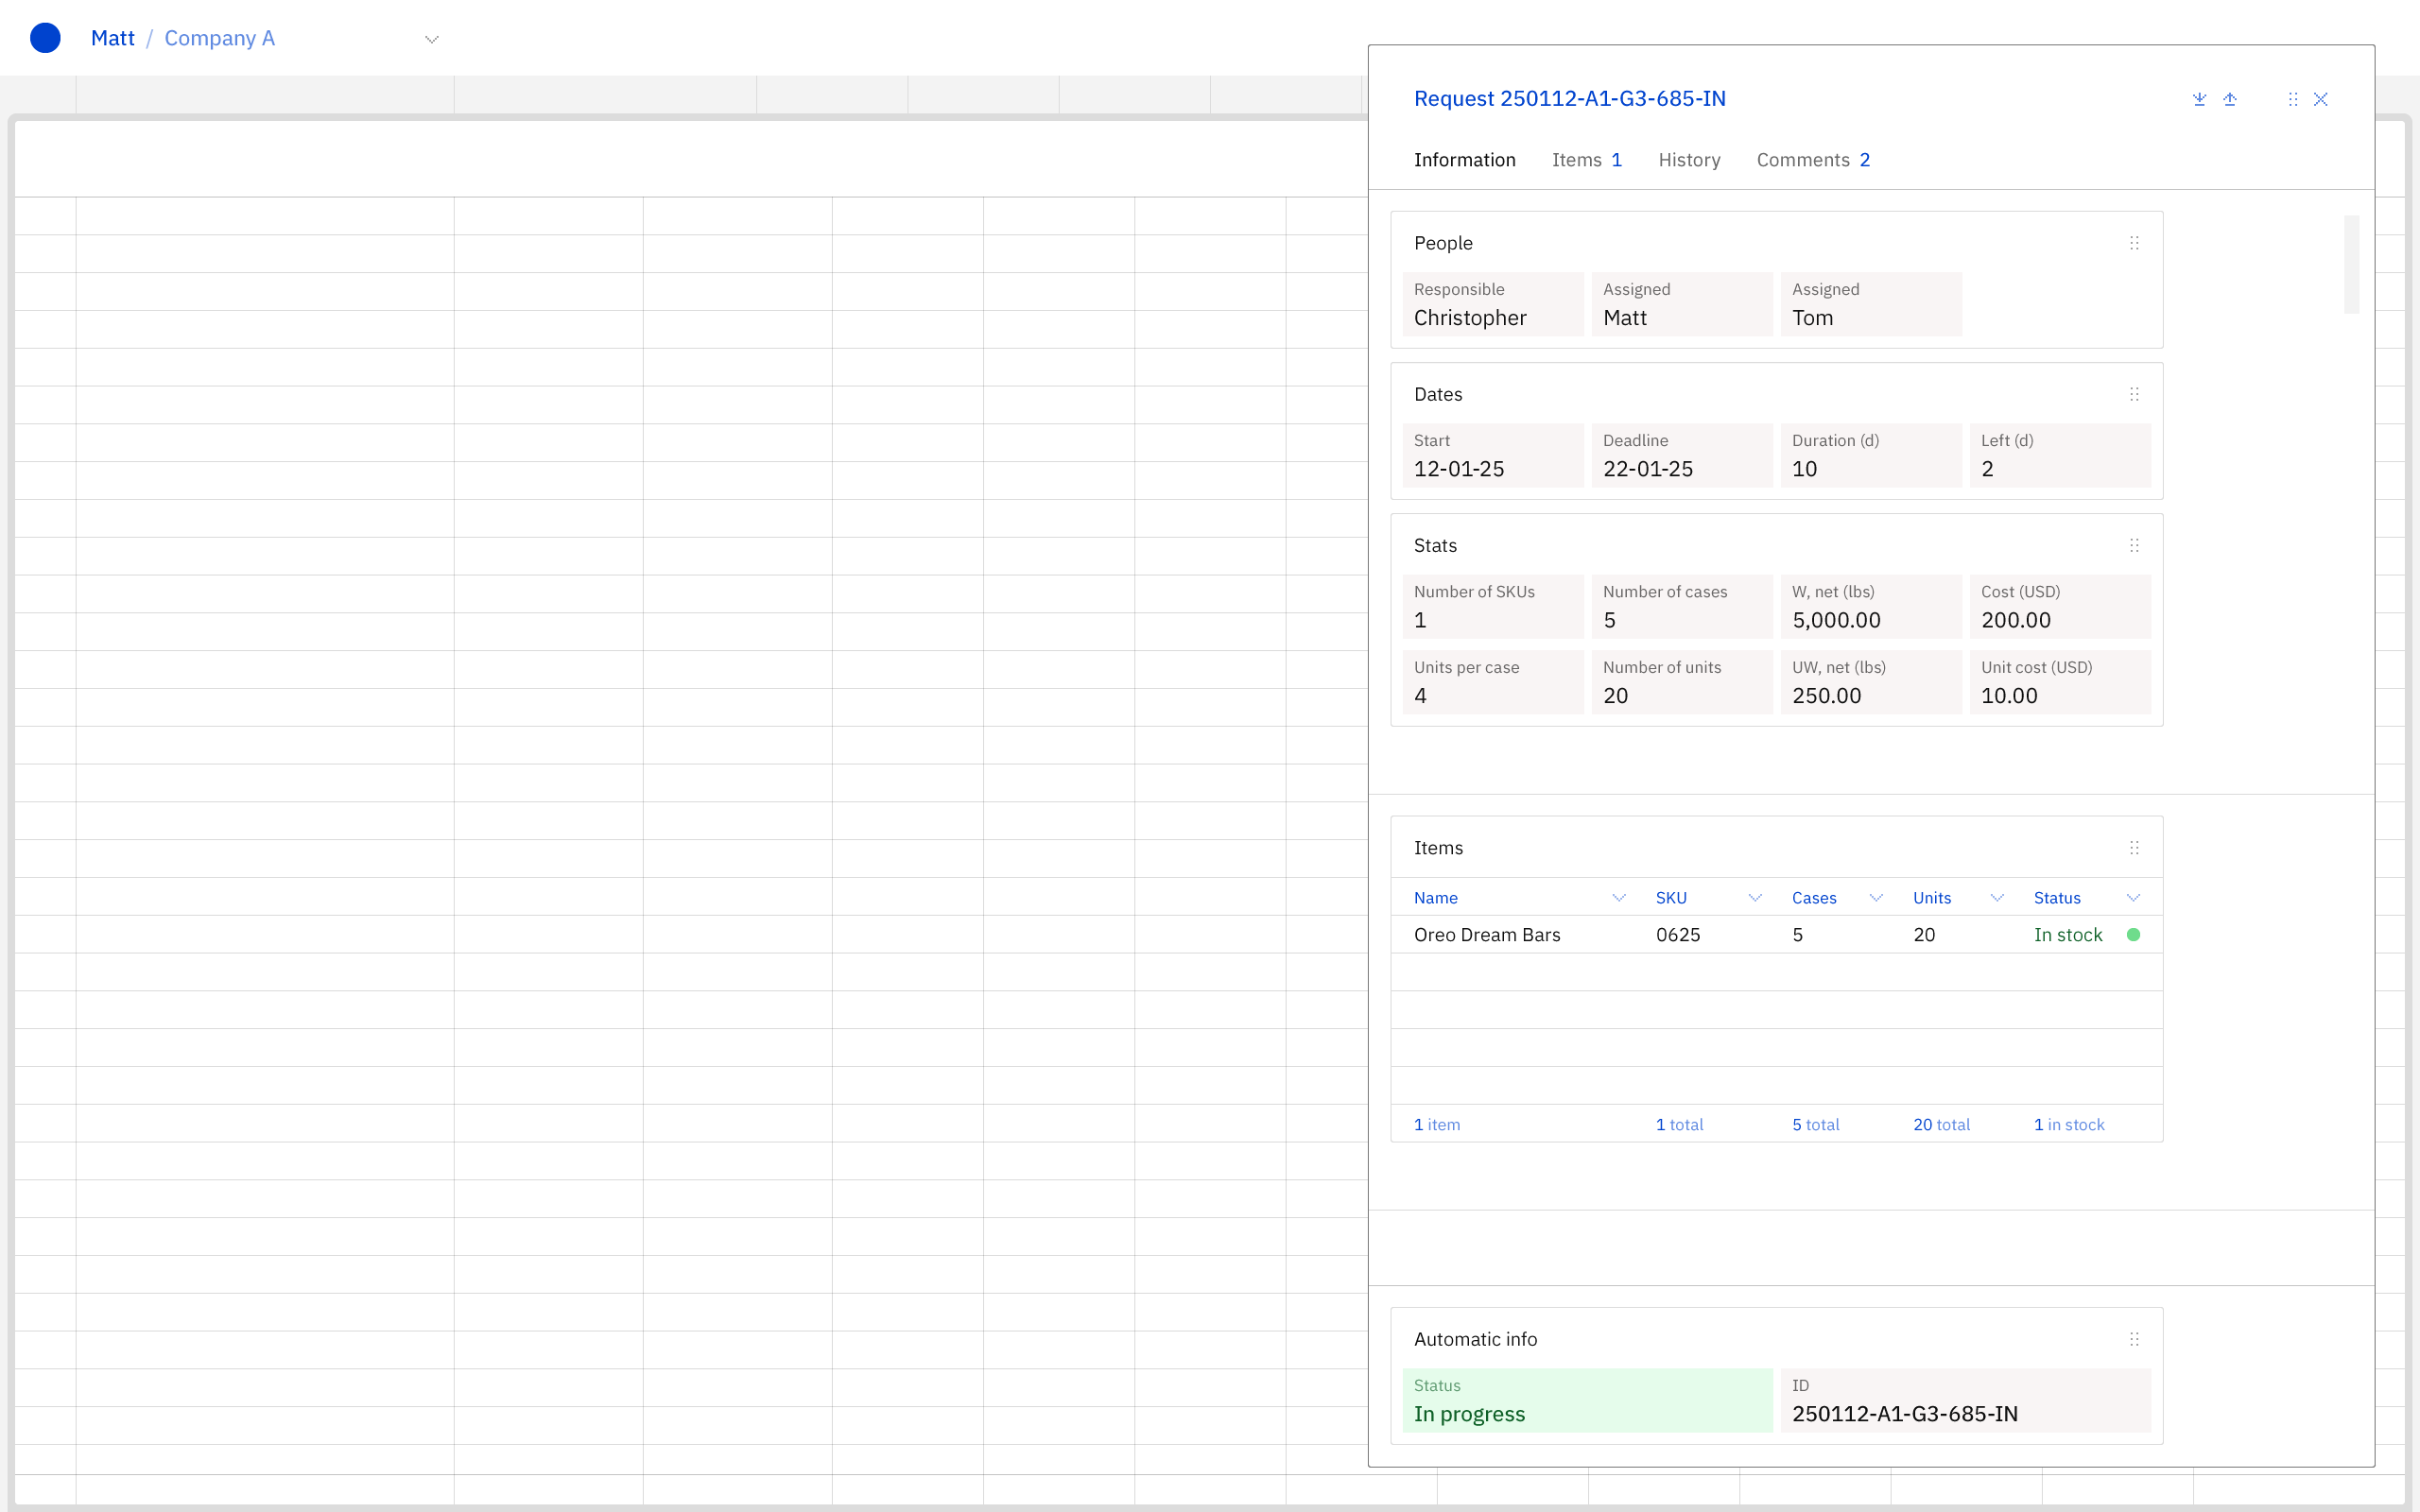 Matt / Company A
Request 250112-A1-G3-685-IN
Information Items 1 History Comments 2
People
Responsible Assigned Assigned
Christopher Matt Tom
Dates
Start Deadline Duration (d) Left (d)
12-01-25 22-01-25 10 2
Stats
Number of SKUs Number of cases W, net (lbs) Cost (USD)
1 5 5,000.00 200.00
Units per case Number of units UW, net (lbs) Unit cost (USD)
4 20 250.00 10.00
Items
Name SKU Cases Units Status
Oreo Dream Bars 0625 5 20 In stock
1 item 1 total 5 total 20 total 1 in stock
Automatic info
Status ID
In progress 250112-A1-G3-685-IN